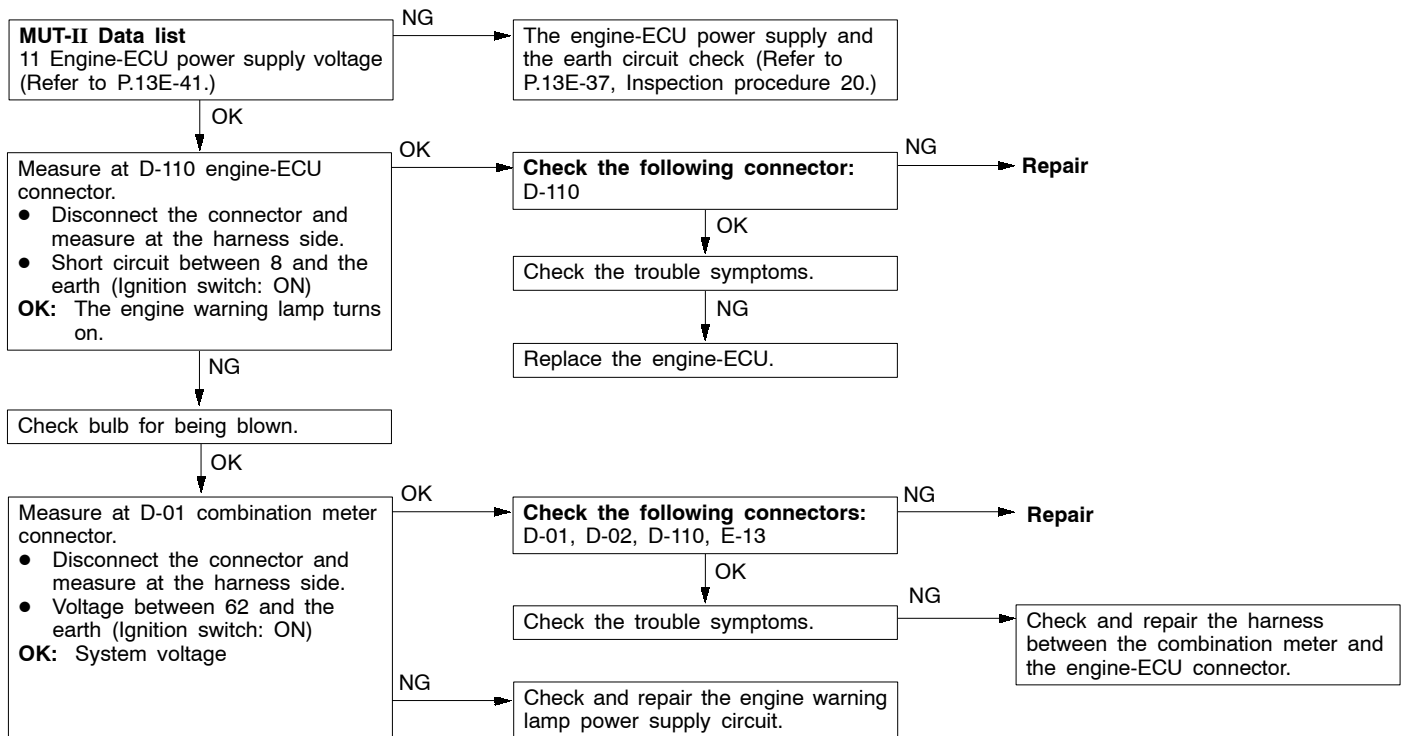 MUT-II Data list
11 Engine-ECU power supply voltage
(Refer to P.13E-41.)
NG
The engine-ECU power supply and
the earth circuit check (Refer to
P.13E-37, Inspection procedure 20.)
OK
Measure at D-110 engine-ECU
connector.
● Disconnect the connector and
measure at the harness side.
● Short circuit between 8 and the
earth (Ignition switch: ON)
OK: The engine warning lamp turns
on.
OK
Check the following connector:
D-110
NG
Repair
OK
Check the trouble symptoms.
NG
Replace the engine-ECU.
NG
Check bulb for being blown.
OK
Measure at D-01 combination meter
connector.
● Disconnect the connector and
measure at the harness side.
● Voltage between 62 and the
earth (Ignition switch: ON)
OK: System voltage
OK
Check the following connectors:
D-01, D-02, D-110, E-13
NG
Repair
OK
Check the trouble symptoms.
NG
Check and repair the harness
between the combination meter and
the engine-ECU connector.
NG
Check and repair the engine warning
lamp power supply circuit.